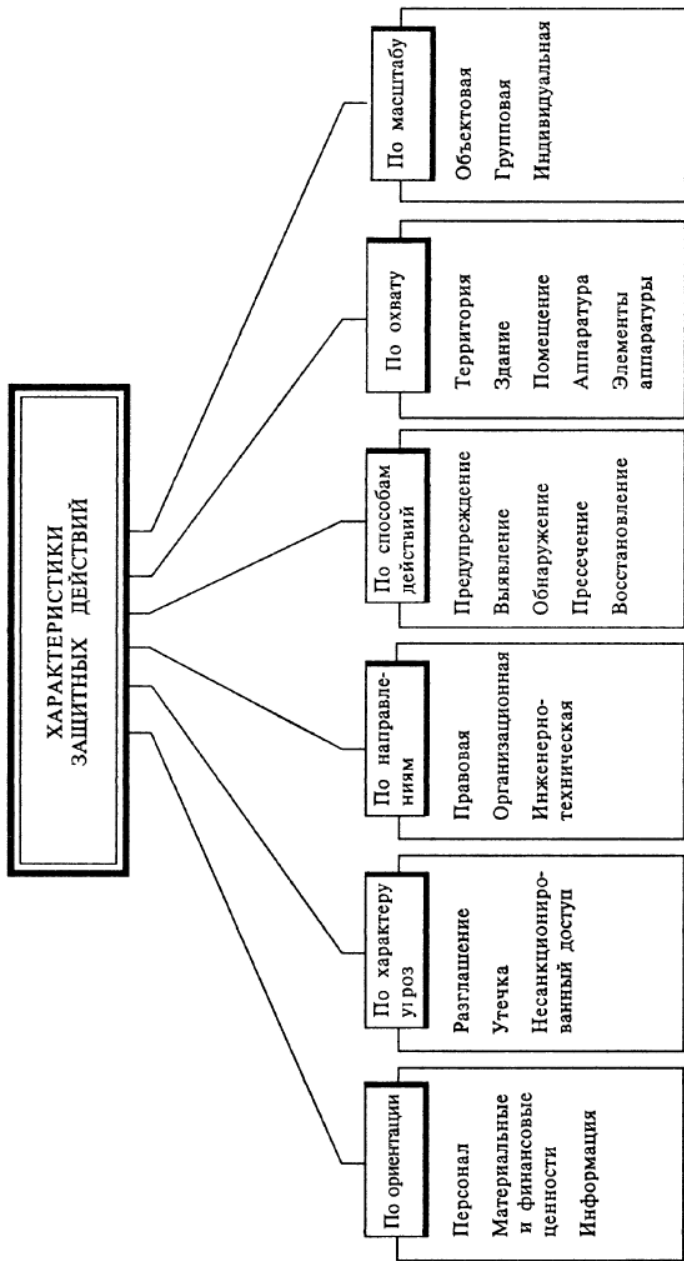 ХАРАКТЕРИСТИКИ
ЗАЩИТНЫХ ДЕЙСТВИЙ
По ориентации
Персонал
Материальные
и финансовые
ценности
Информация
По характеру
угроз
Разглашение
Утечка
Несанкциониро-
ванный доступ
По направле-
ниям
Правовая
Организационная
Инженерно-
техническая
По способам
действий
Предупреждение
Выявление
Обнаружение
Пресечение
Восстановление
По охвату
Территория
Здание
Помещение
Аппаратура
Элементы
аппаратуры
По масштабу
Объектовая
Групповая
Индивидуальная